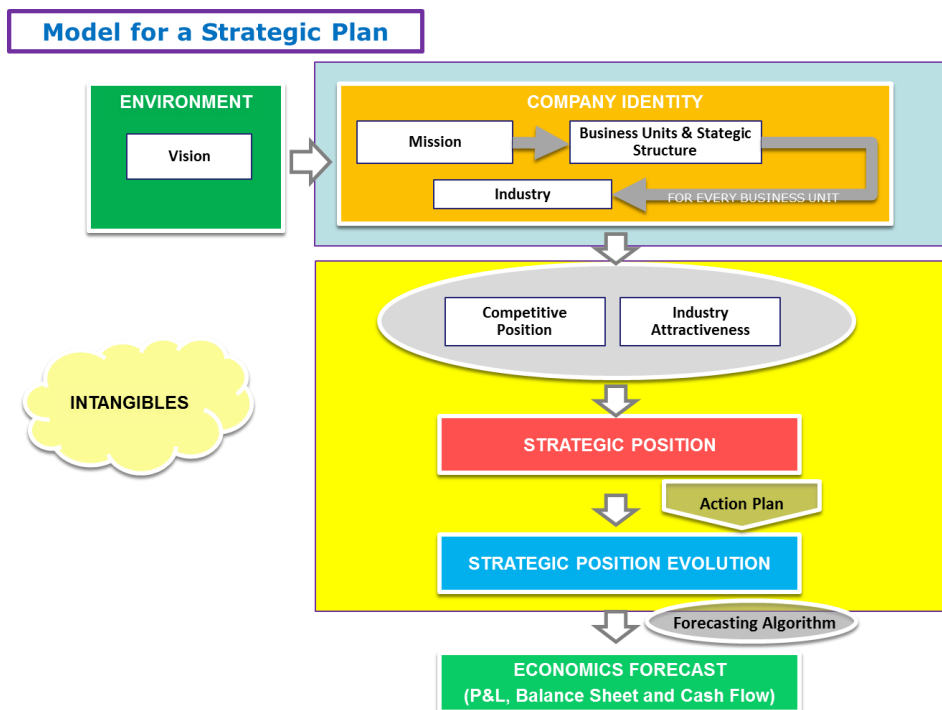 Model for a Strategic Plan
ENVIRONMENT
Vision
COMPANY IDENTITY
Mission
Business Units & Stategic
Structure
Industry
FOR EVERY BUSINESS UNIT
Competitive
Position
Industry
Attractiveness
INTANGIBLES
STRATEGIC POSITION
Action Plan
STRATEGIC POSITION EVOLUTION
Forecasting Algorithm
ECONOMICS FORECAST
(P&L, Balance Sheet and Cash Flow)